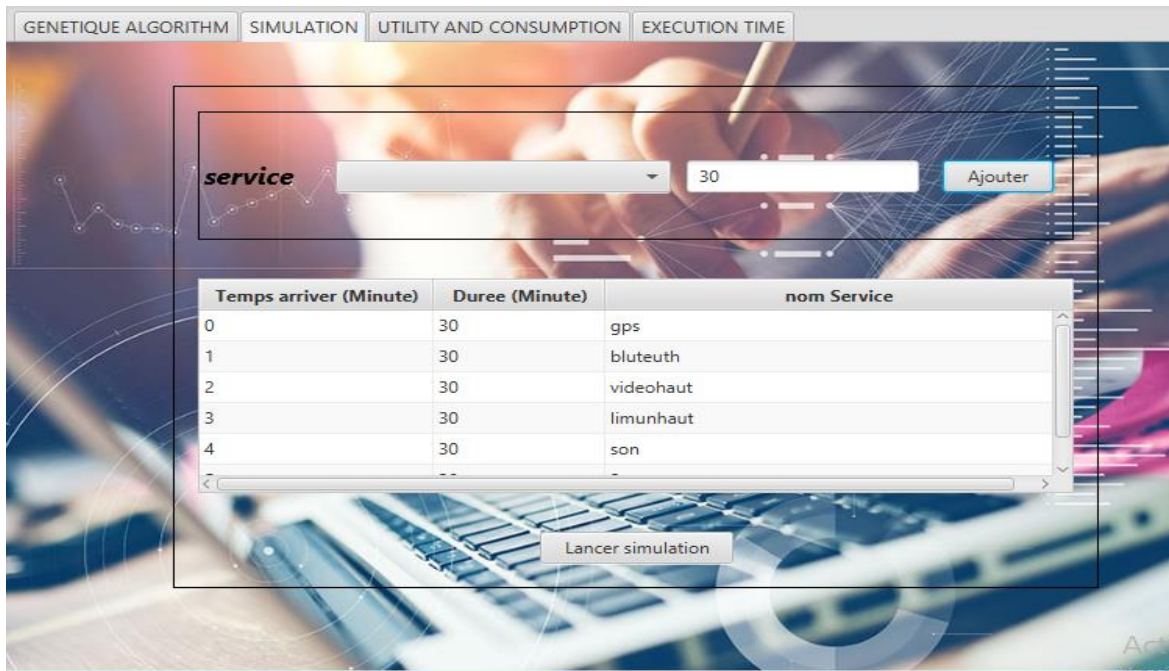 GENETIQUE ALGORITHM SIMULATION UTILITY AND CONSUMPTION EXECUTION TIME
service 30 Ajouter
Temps arriver (Minute) Duree (Minute) nom Service
0 30 gps
1 30 bluteuth
2 30 videohaut
3 30 limunhaut
4 30 son
Lancer simulation